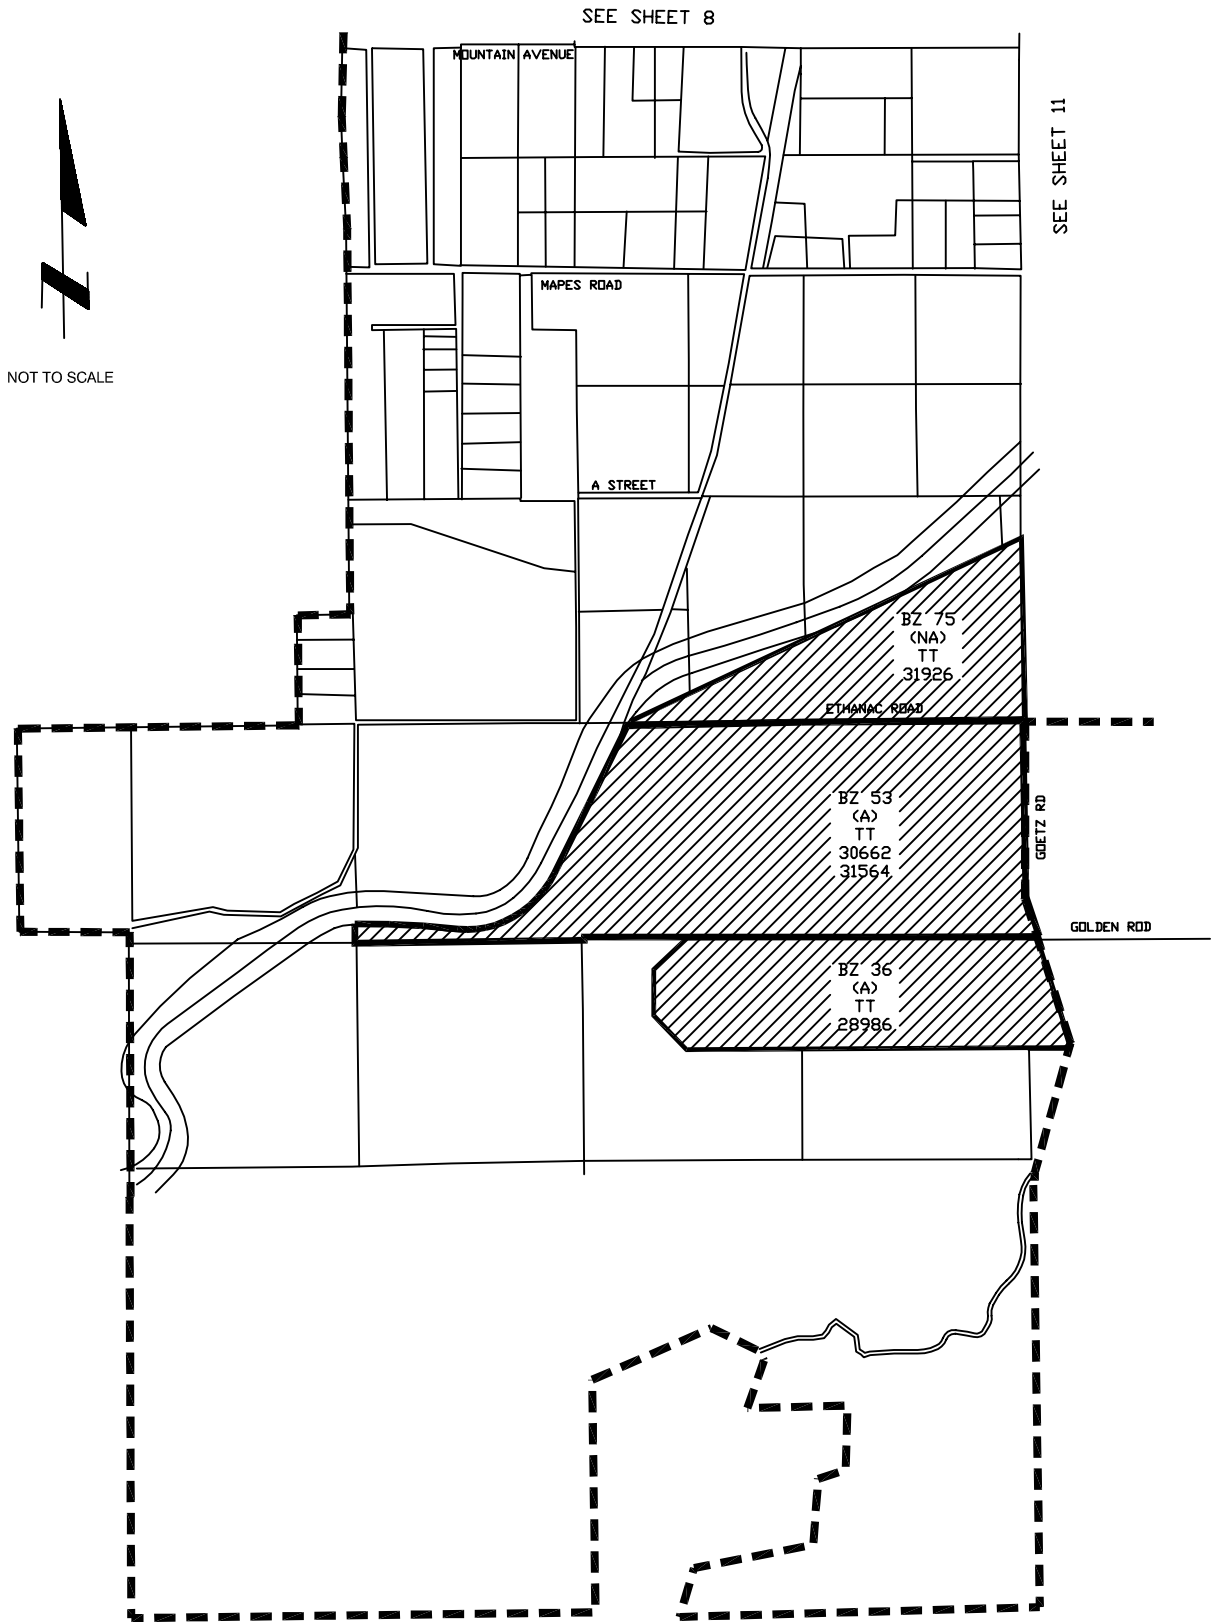 SEE SHEET 8
MOUNTAIN AVENUE
SEE SHEET 11
MAPES ROAD
NOT TO SCALE
A STREET
BZ 75
(NA)
TT
31926
ETHANAC ROAD
BZ 53
(A)
TT
30662
31564
GOETZ RD
GOLDEN ROD
BZ 36
(A)
TT
28986